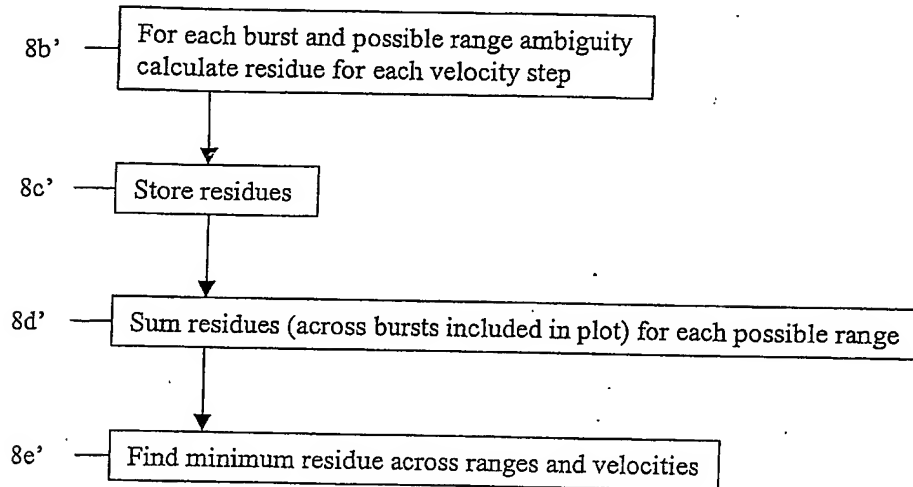 8b’ For each burst and possible range ambiguity
calculate residue for each velocity step
8c’ Store residues
8d’ Sum residues (across bursts included in plot) for each possible range
8e’ Find minimum residue across ranges and velocities